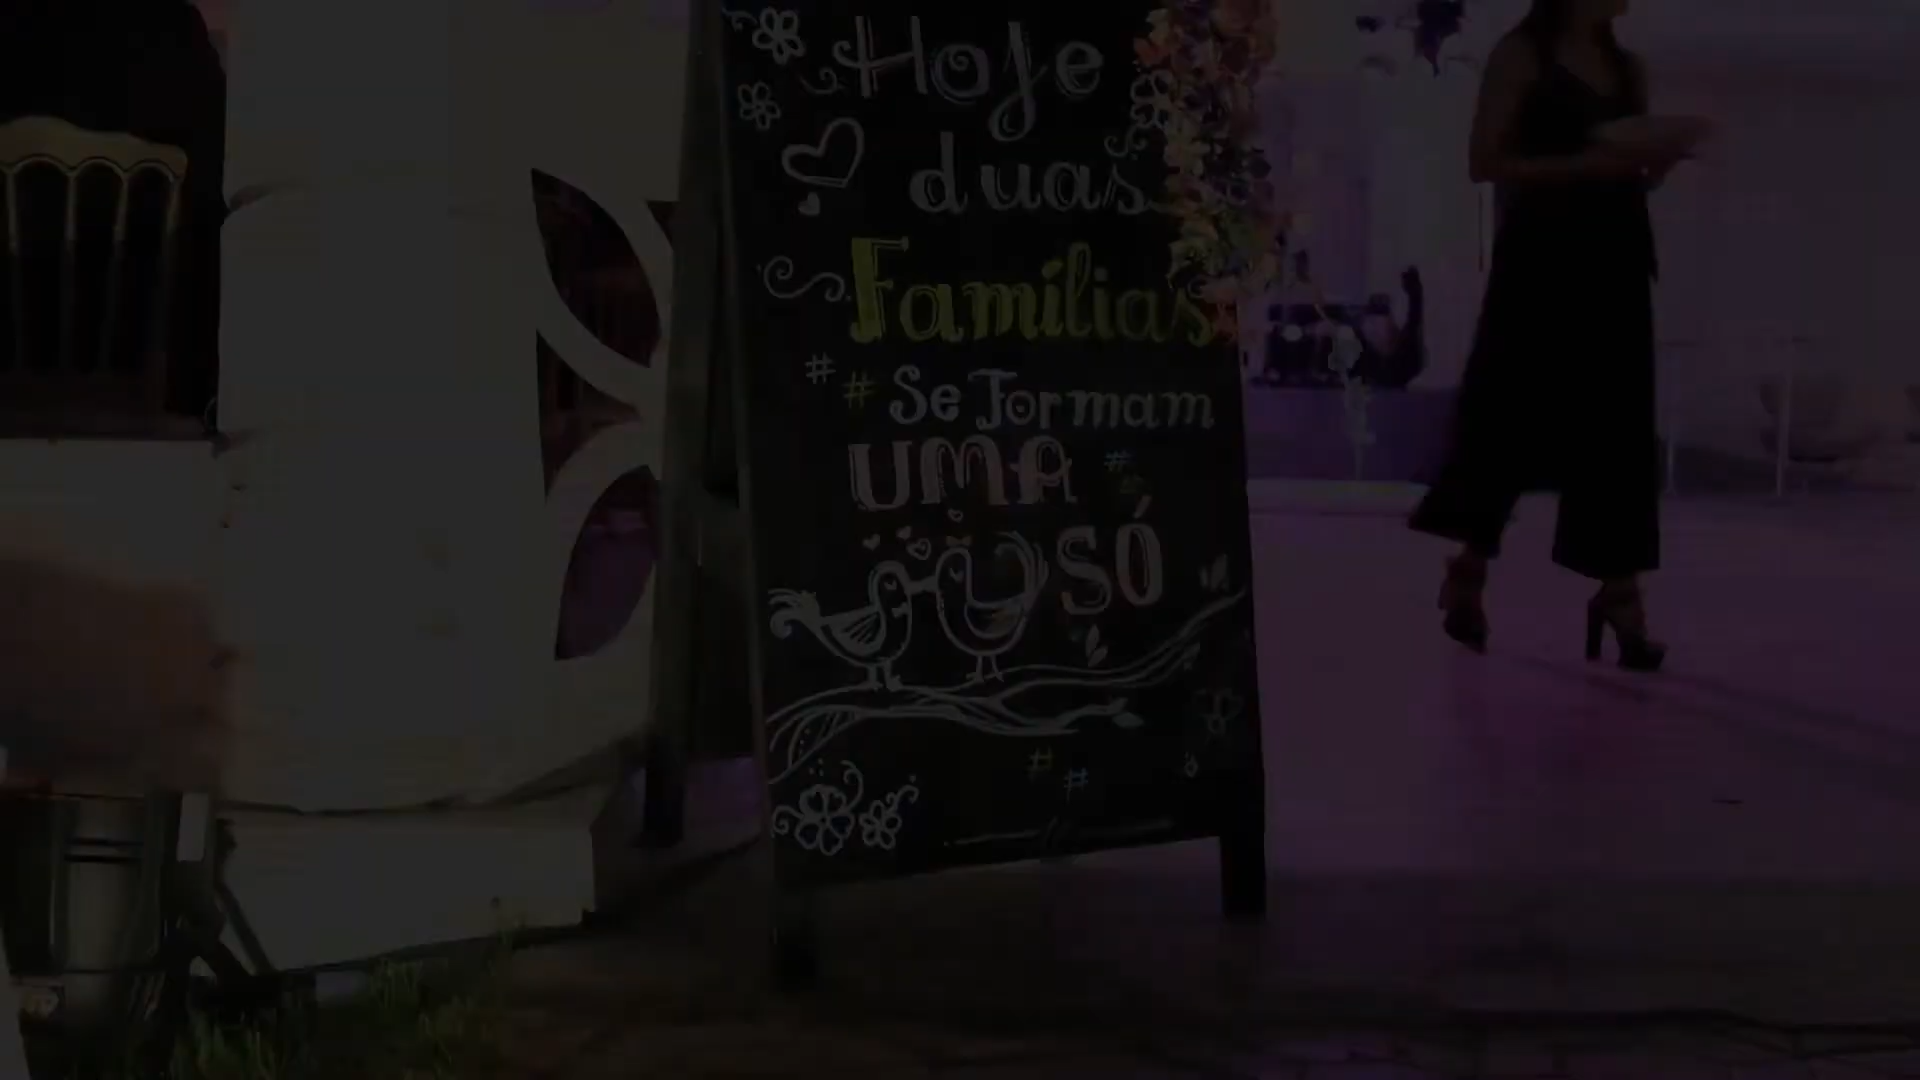 Hoje
duas
Famílias
# # Se Formam
UMA #
SÓ
#
#